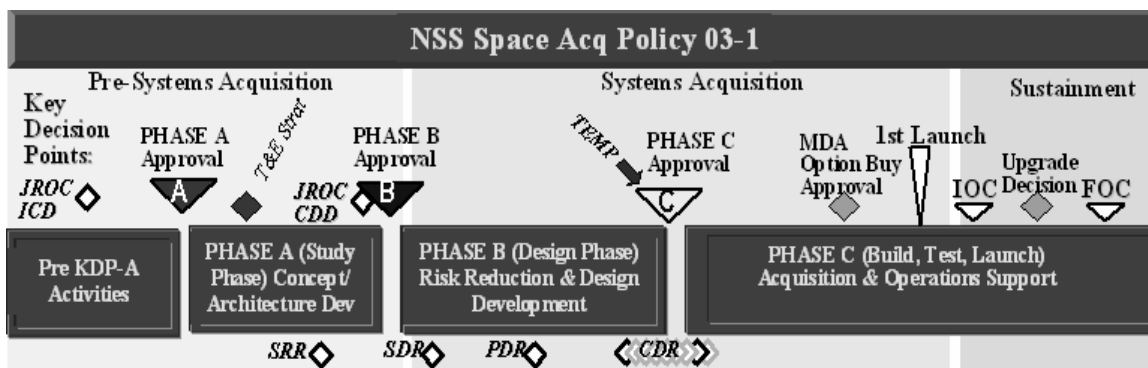 NSS Space Acq Policy 03-1
Pre-Systems Acquisition
Systems Acquisition
Sustainment
Key
Decision
Points:
JROC
ICD
PHASE A
Approval
A
T&E Strat
JROC
CDD
PHASE B
Approval
B
TEMP
PHASE C
Approval
C
MDA
Option Buy
Approval
1st Launch
IOC
Upgrade
Decision
FOC
Pre KDP-A
Activities
PHASE A (Study
Phase) Concept/
Architecture Dev
PHASE B (Design Phase)
Risk Reduction & Design
Development
PHASE C (Build, Test, Launch)
Acquisition & Operations Support
SRR
SDR
PDR
CDR